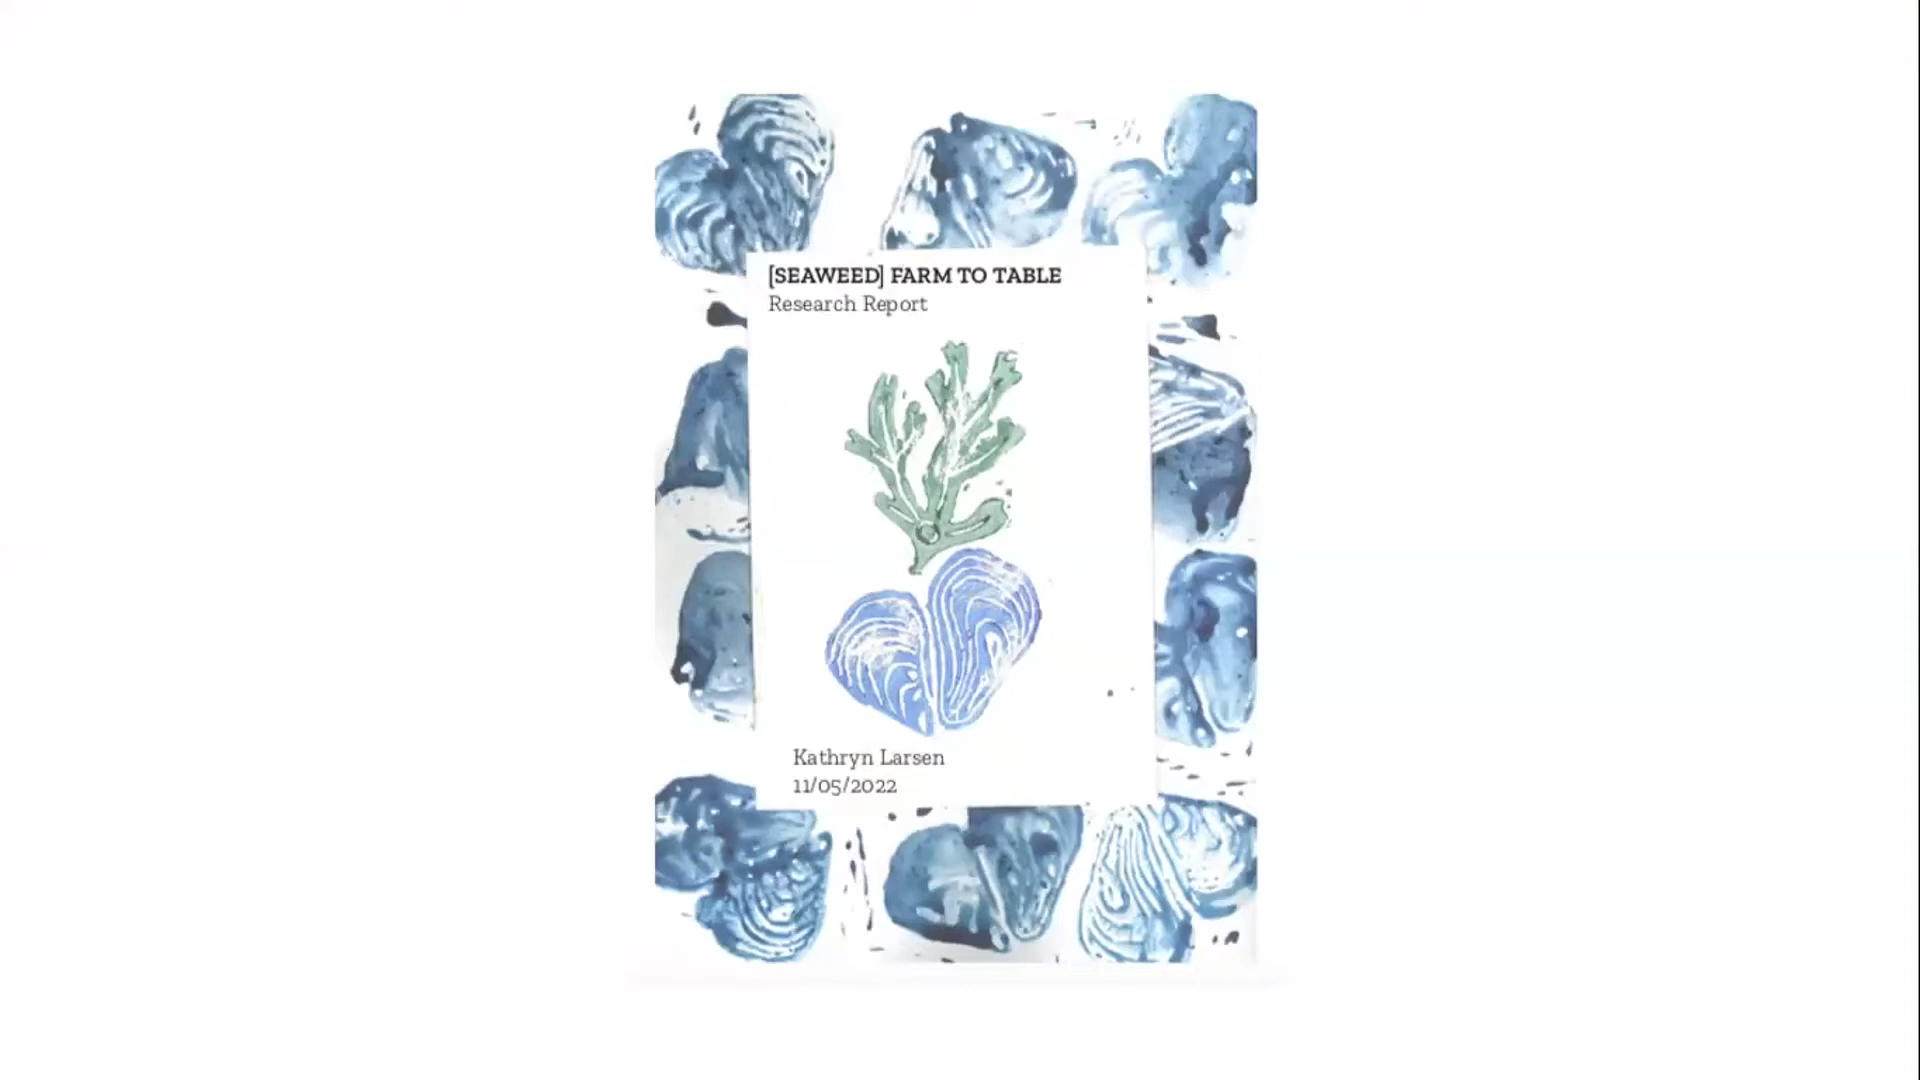 [SEAWEED] FARM TO TABLE
Research Report
Kathryn Larsen
11/05/2022